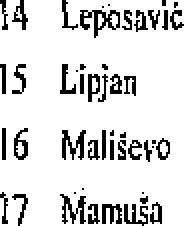 14 Leposavić
15 Lipjan
16 Mališevo
17 Mamuša